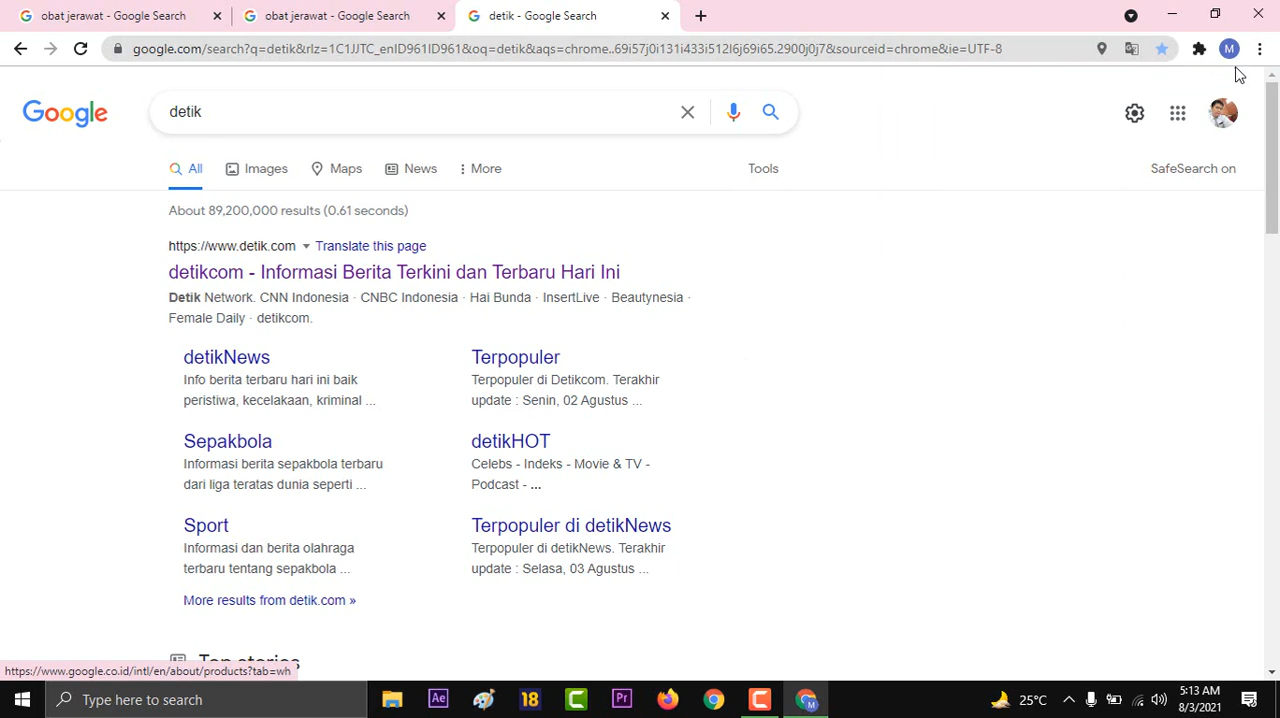 obat jerawat - Google Search
obat jerawat - Google Search
detik - Google Search
google.com/search?q=detik&rlz=1C1JJTC_enID961ID961&oq=detik&aqs=chrome..69i57j0i131i433i512l6j69i65.2900j0j7&sourceid=chrome&ie=UTF-8
M
Google
detik
All
Images
Maps
News
More
Tools
SafeSearch on
About 89,200,000 results (0.61 seconds)
https://www.detik.com
Translate this page
detikcom - Informasi Berita Terkini dan Terbaru Hari Ini
Detik Network. CNN Indonesia · CNBC Indonesia · Hai Bunda · InsertLive · Beautynesia ·
Female Daily · detikcom.
detikNews
Info berita terbaru hari ini baik
peristiwa, kecelakaan, kriminal ...
Terpopuler
Terpopuler di Detikcom. Terakhir
update : Senin, 02 Agustus ...
Sepakbola
Informasi berita sepakbola terbaru
dari liga teratas dunia seperti ...
detikHOT
Celebs - Indeks - Movie & TV -
Podcast - ...
Sport
Informasi dan berita olahraga
terbaru tentang sepakbola ...
Terpopuler di detikNews
Terpopuler di detikNews. Terakhir
update : Selasa, 03 Agustus ...
More results from detik.com »
Top stories
https://www.google.co.id/intl/en/about/products?tab=wh
Type here to search
Ae
18
C
Pr
C
M
25°C
5:13 AM
8/3/2021